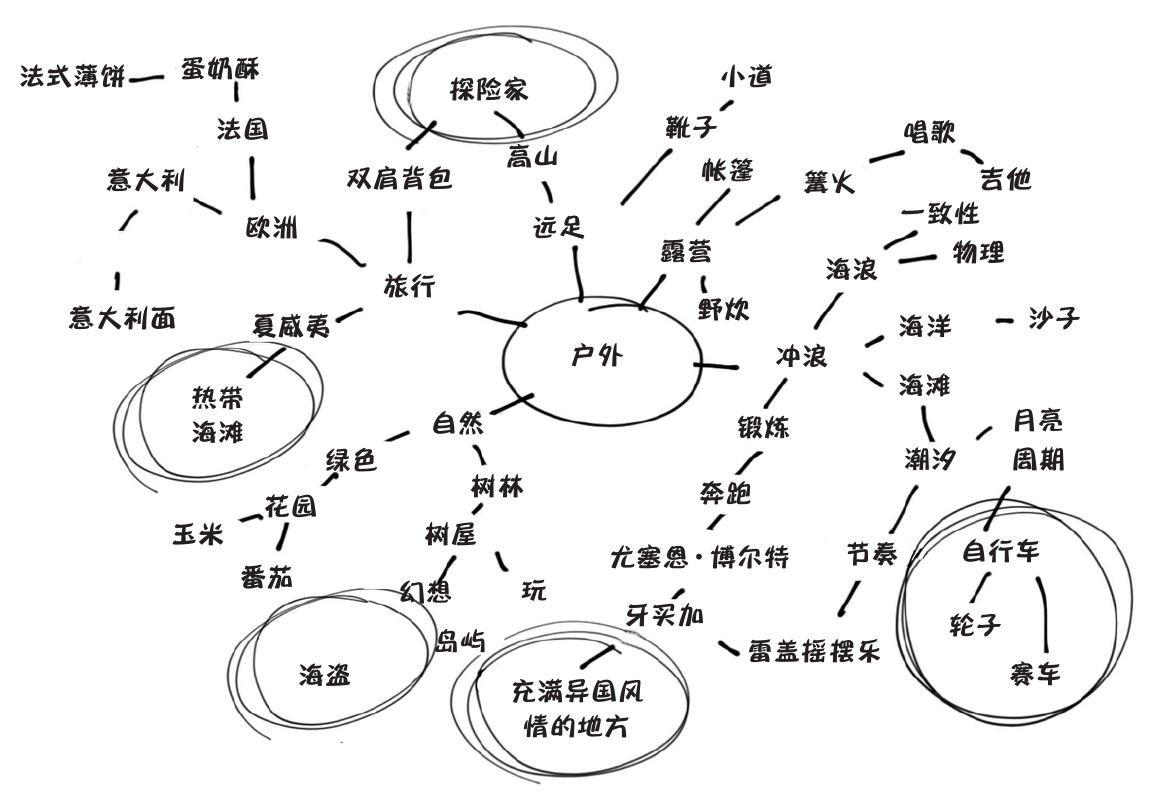 法式薄饼
蛋奶酥
法国
意大利
欧洲
意大利面
旅行
夏威夷
热带
海滩
双肩背包
探险家
高山
远足
户外
小道
靴子
帐篷
露营
野炊
篝火
唱歌
吉他
一致性
物理
海浪
冲浪
海洋
沙子
海滩
潮汐
月亮
周期
自行车
轮子
赛车
节奏
雷盖摇摆乐
锻炼
奔跑
尤塞恩·博尔特
牙买加
充满异国风
情的地方
自然
绿色
花园
玉米
番茄
树林
树屋
幻想
玩
岛屿
海盗